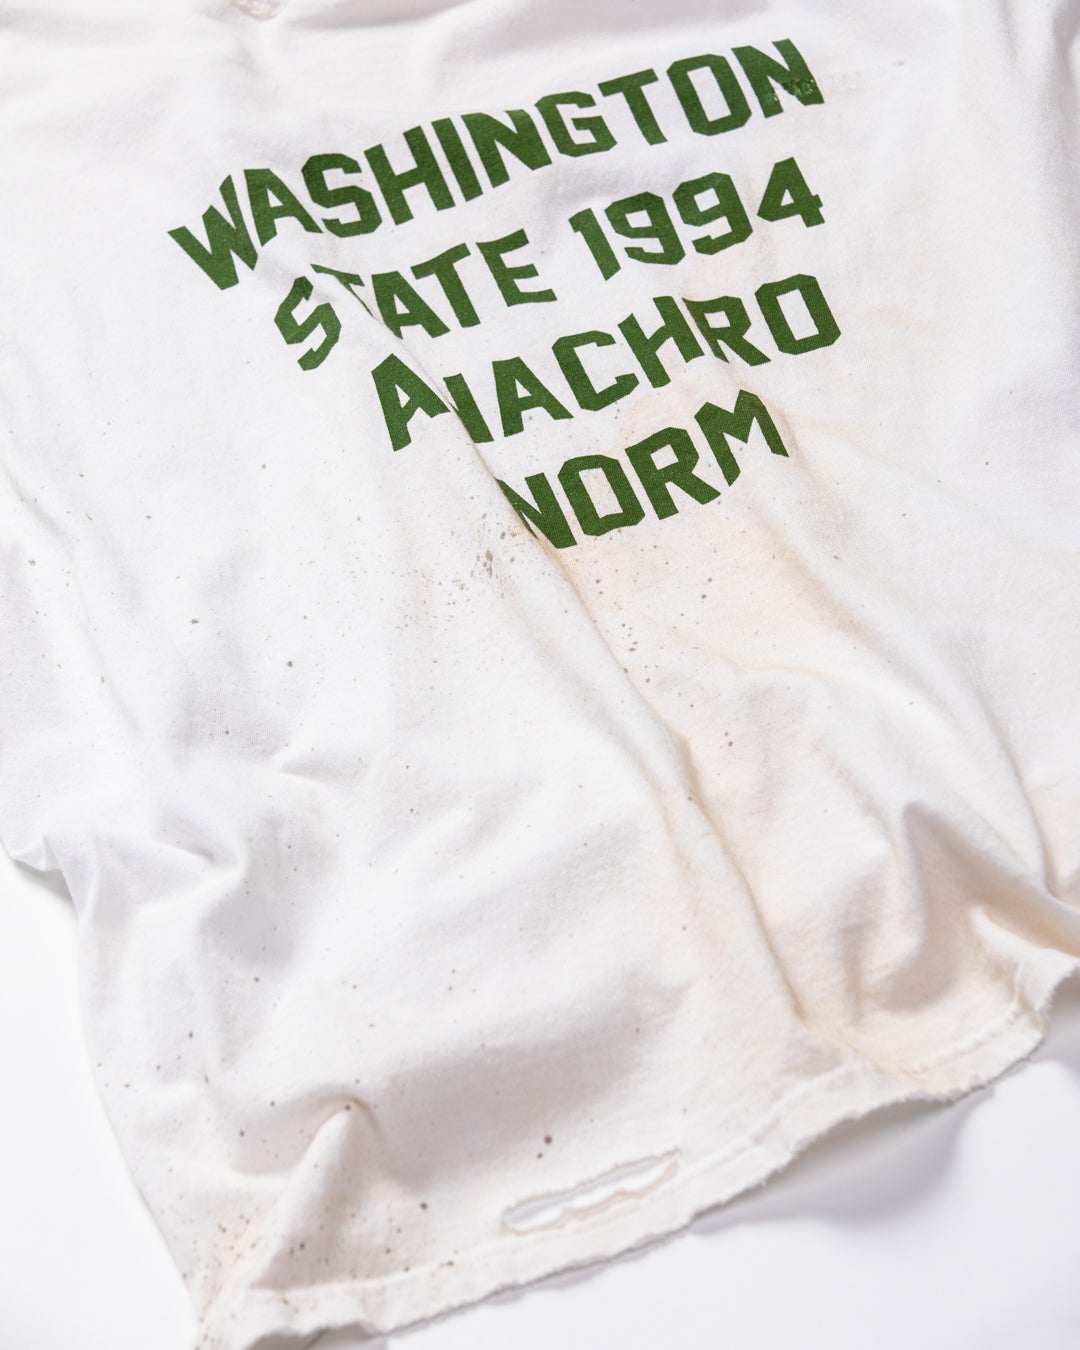 WASHINGTON
STATE 1994
AIACHRO
NORM